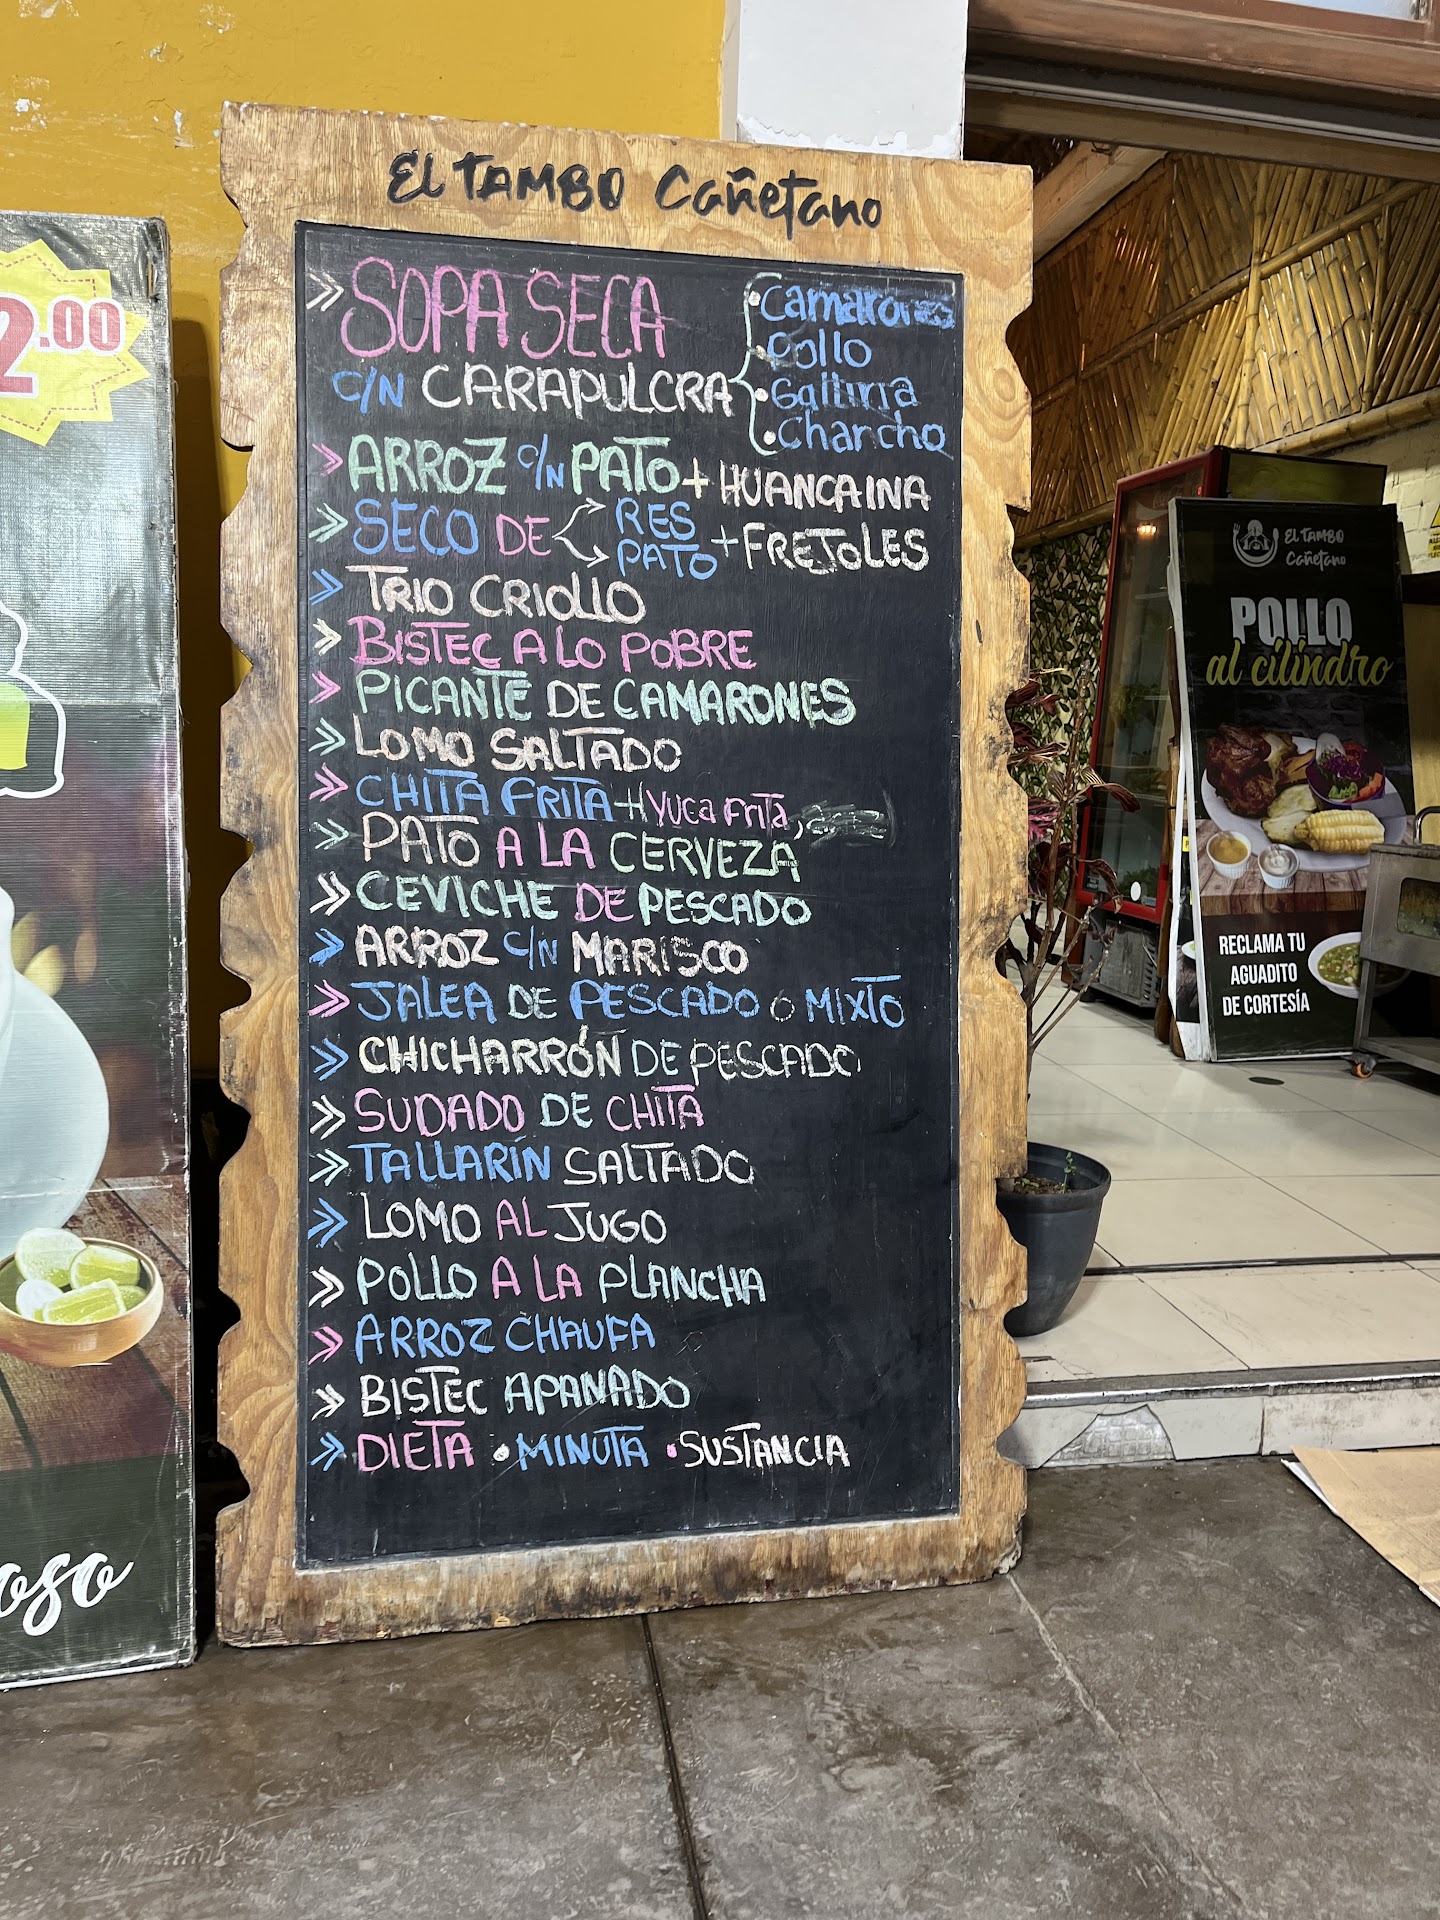 El TAMBO Cañetano
» SOPA SECA
C/N CARAPULCRA
Camarones
Pollo
• Gallina
• Chancho
» ARROZ C/N PATO + HUANCAINA
» SECO DE RES PATO + FREJOLES
» TRIO CRIOLLO
» BISTEC A LO POBRE
» PICANTE DE CAMARONES
» LOMO SALTADO
» CHITA FRITA + Yuca Frita,
» PATO A LA CERVEZA
» CEVICHE DE PESCADO
» ARROZ C/N MARISCO
» JALEA DE PESCADO O MIXTO
» CHICHARRÓN DE PESCADO
» SUDADO DE CHITA
» TALLARÍN SALTADO
» LOMO AL JUGO
» POLLO A LA PLANCHA
» ARROZ CHAUFA
» BISTEC APANADO
» DIETA • MINUTA • SUSTANCIA
2.00
oso
El TAMBO
Cañetano
POLLO
al cilindro
RECLAMA TU
AGUADITO
DE CORTESÍA